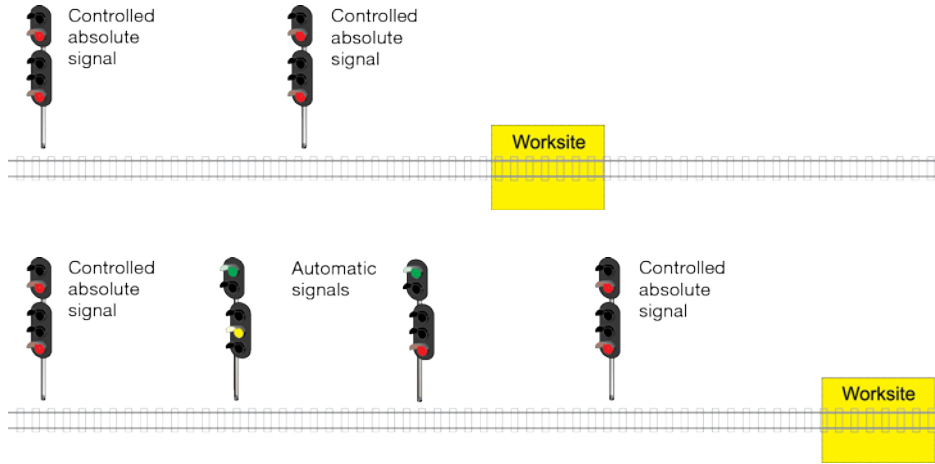 Controlled
absolute
signal
Controlled
absolute
signal
Worksite
Controlled
absolute
signal
Automatic
signals
Controlled
absolute
signal
Worksite